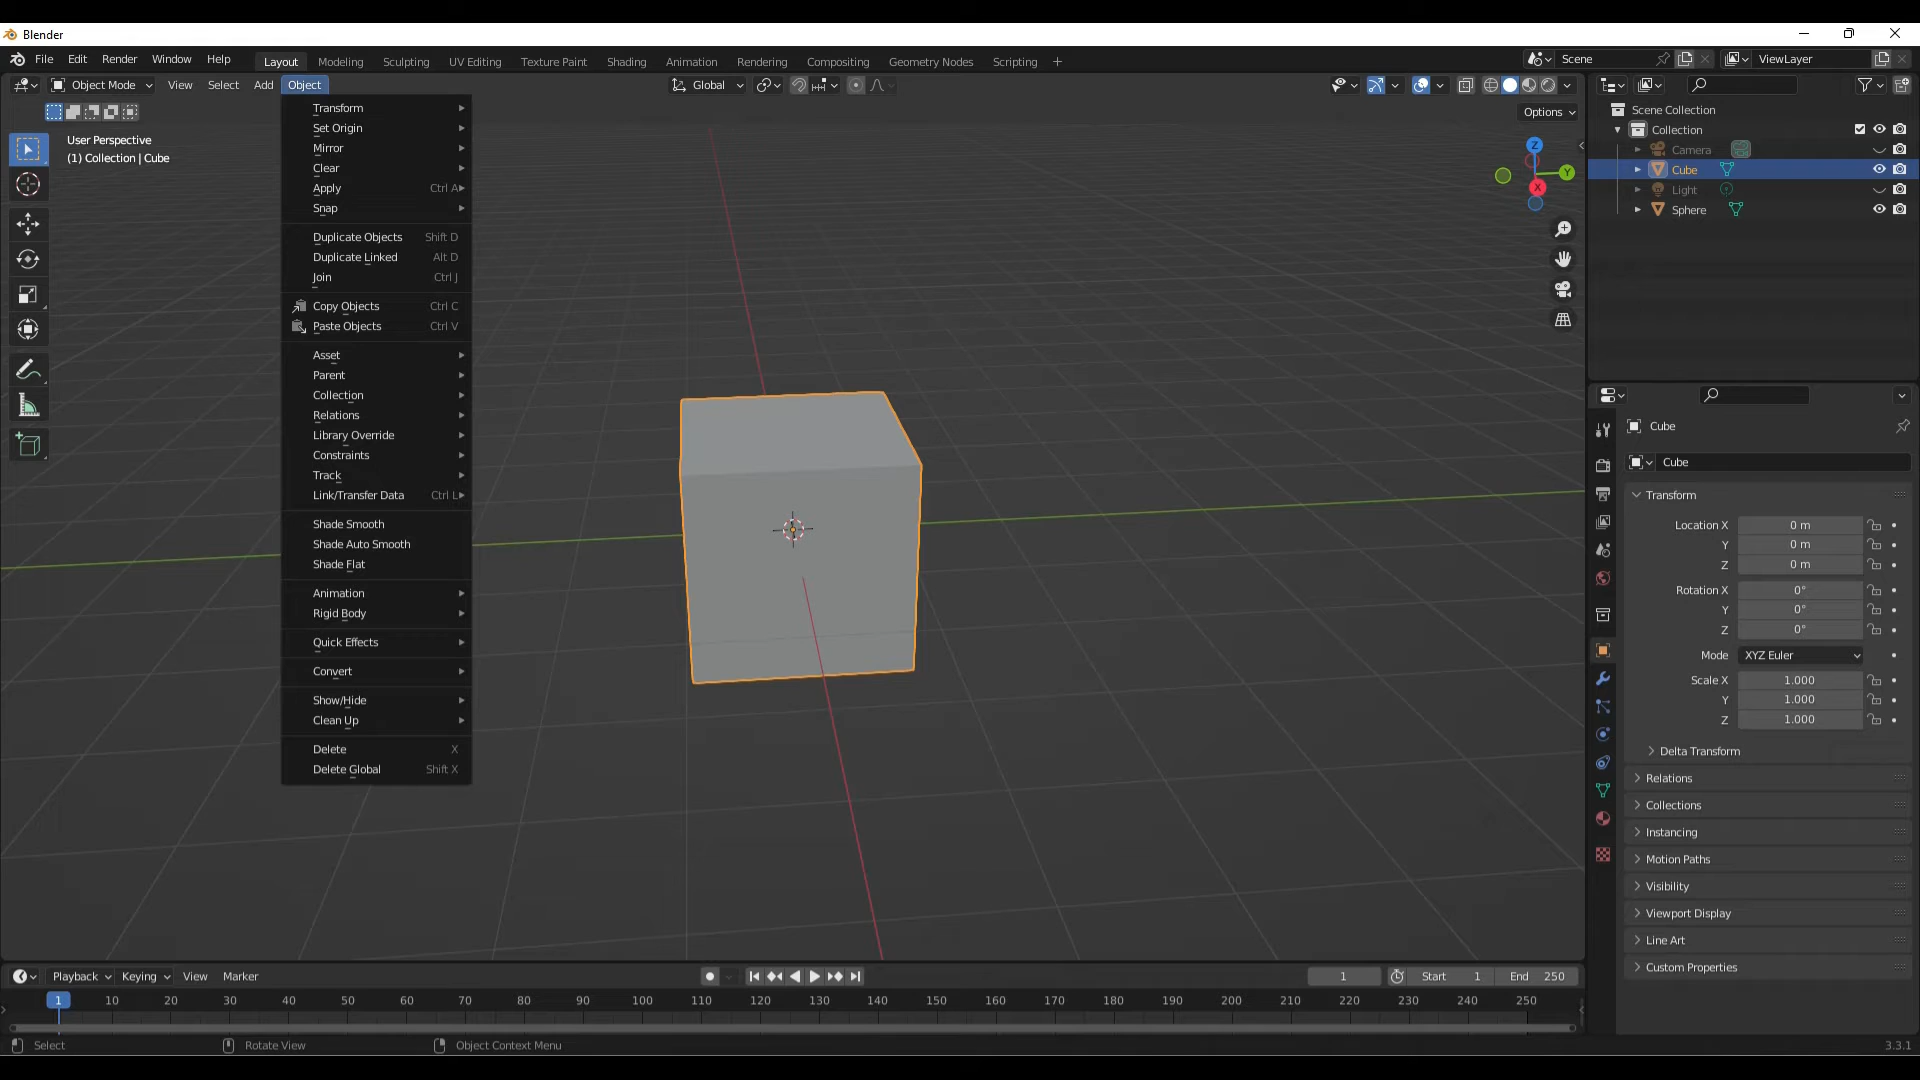 Blender
File Edit Render Window Help Layout Modeling Sculpting UV Editing Texture Paint Shading Animation Rendering Compositing Geometry Nodes Scripting + Scene ViewLayer
Object Mode View Select Add Object Global
Options
User Perspective
(1) Collection | Cube
Transform
Set Origin
Mirror
Clear
Apply Ctrl A
Snap
Duplicate Objects Shift D
Duplicate Linked Alt D
Join Ctrl J
Copy Objects Ctrl C
Paste Objects Ctrl V
Asset
Parent
Collection
Relations
Library Override
Constraints
Track
Link/Transfer Data Ctrl L
Shade Smooth
Shade Auto Smooth
Shade Flat
Animation
Rigid Body
Quick Effects
Convert
Show/Hide
Clean Up
Delete X
Delete Global Shift X
Z
Y
X
Scene Collection
Collection
Camera
Cube
Light
Sphere
Cube
Cube
Transform
Location X 0 m
Y 0 m
Z 0 m
Rotation X 0°
Y 0°
Z 0°
Mode XYZ Euler
Scale X 1.000
Y 1.000
Z 1.000
Delta Transform
Relations
Collections
Instancing
Motion Paths
Visibility
Viewport Display
Line Art
Custom Properties
Playback Keying View Marker 1 Start 1 End 250
1 10 20 30 40 50 60 70 80 90 100 110 120 130 140 150 160 170 180 190 200 210 220 230 240 250
Select Rotate View Object Context Menu 3.3.1